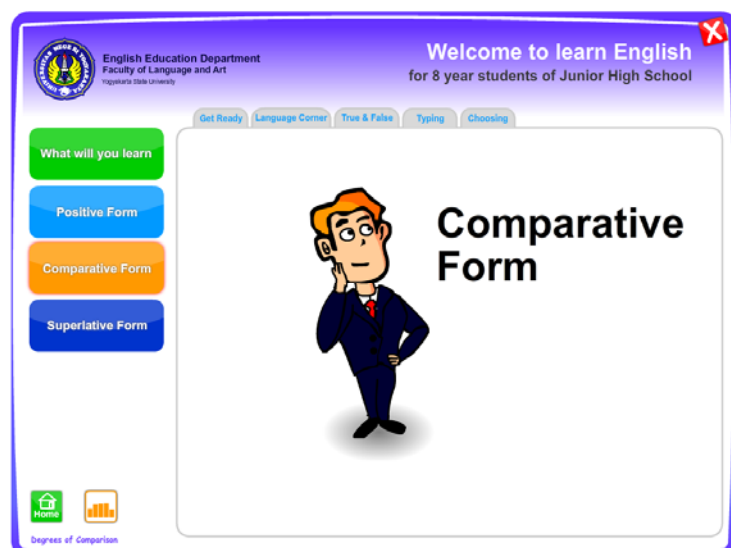 English Education Department
Faculty of Language and Art
Yogyakarta State University
Welcome to learn English
for 8 year students of Junior High School
Get Ready
Language Corner
True & False
Typing
Choosing
What will you learn
Positive Form
Comparative Form
Superlative Form
Comparative
Form
Home
Degrees of Comparison